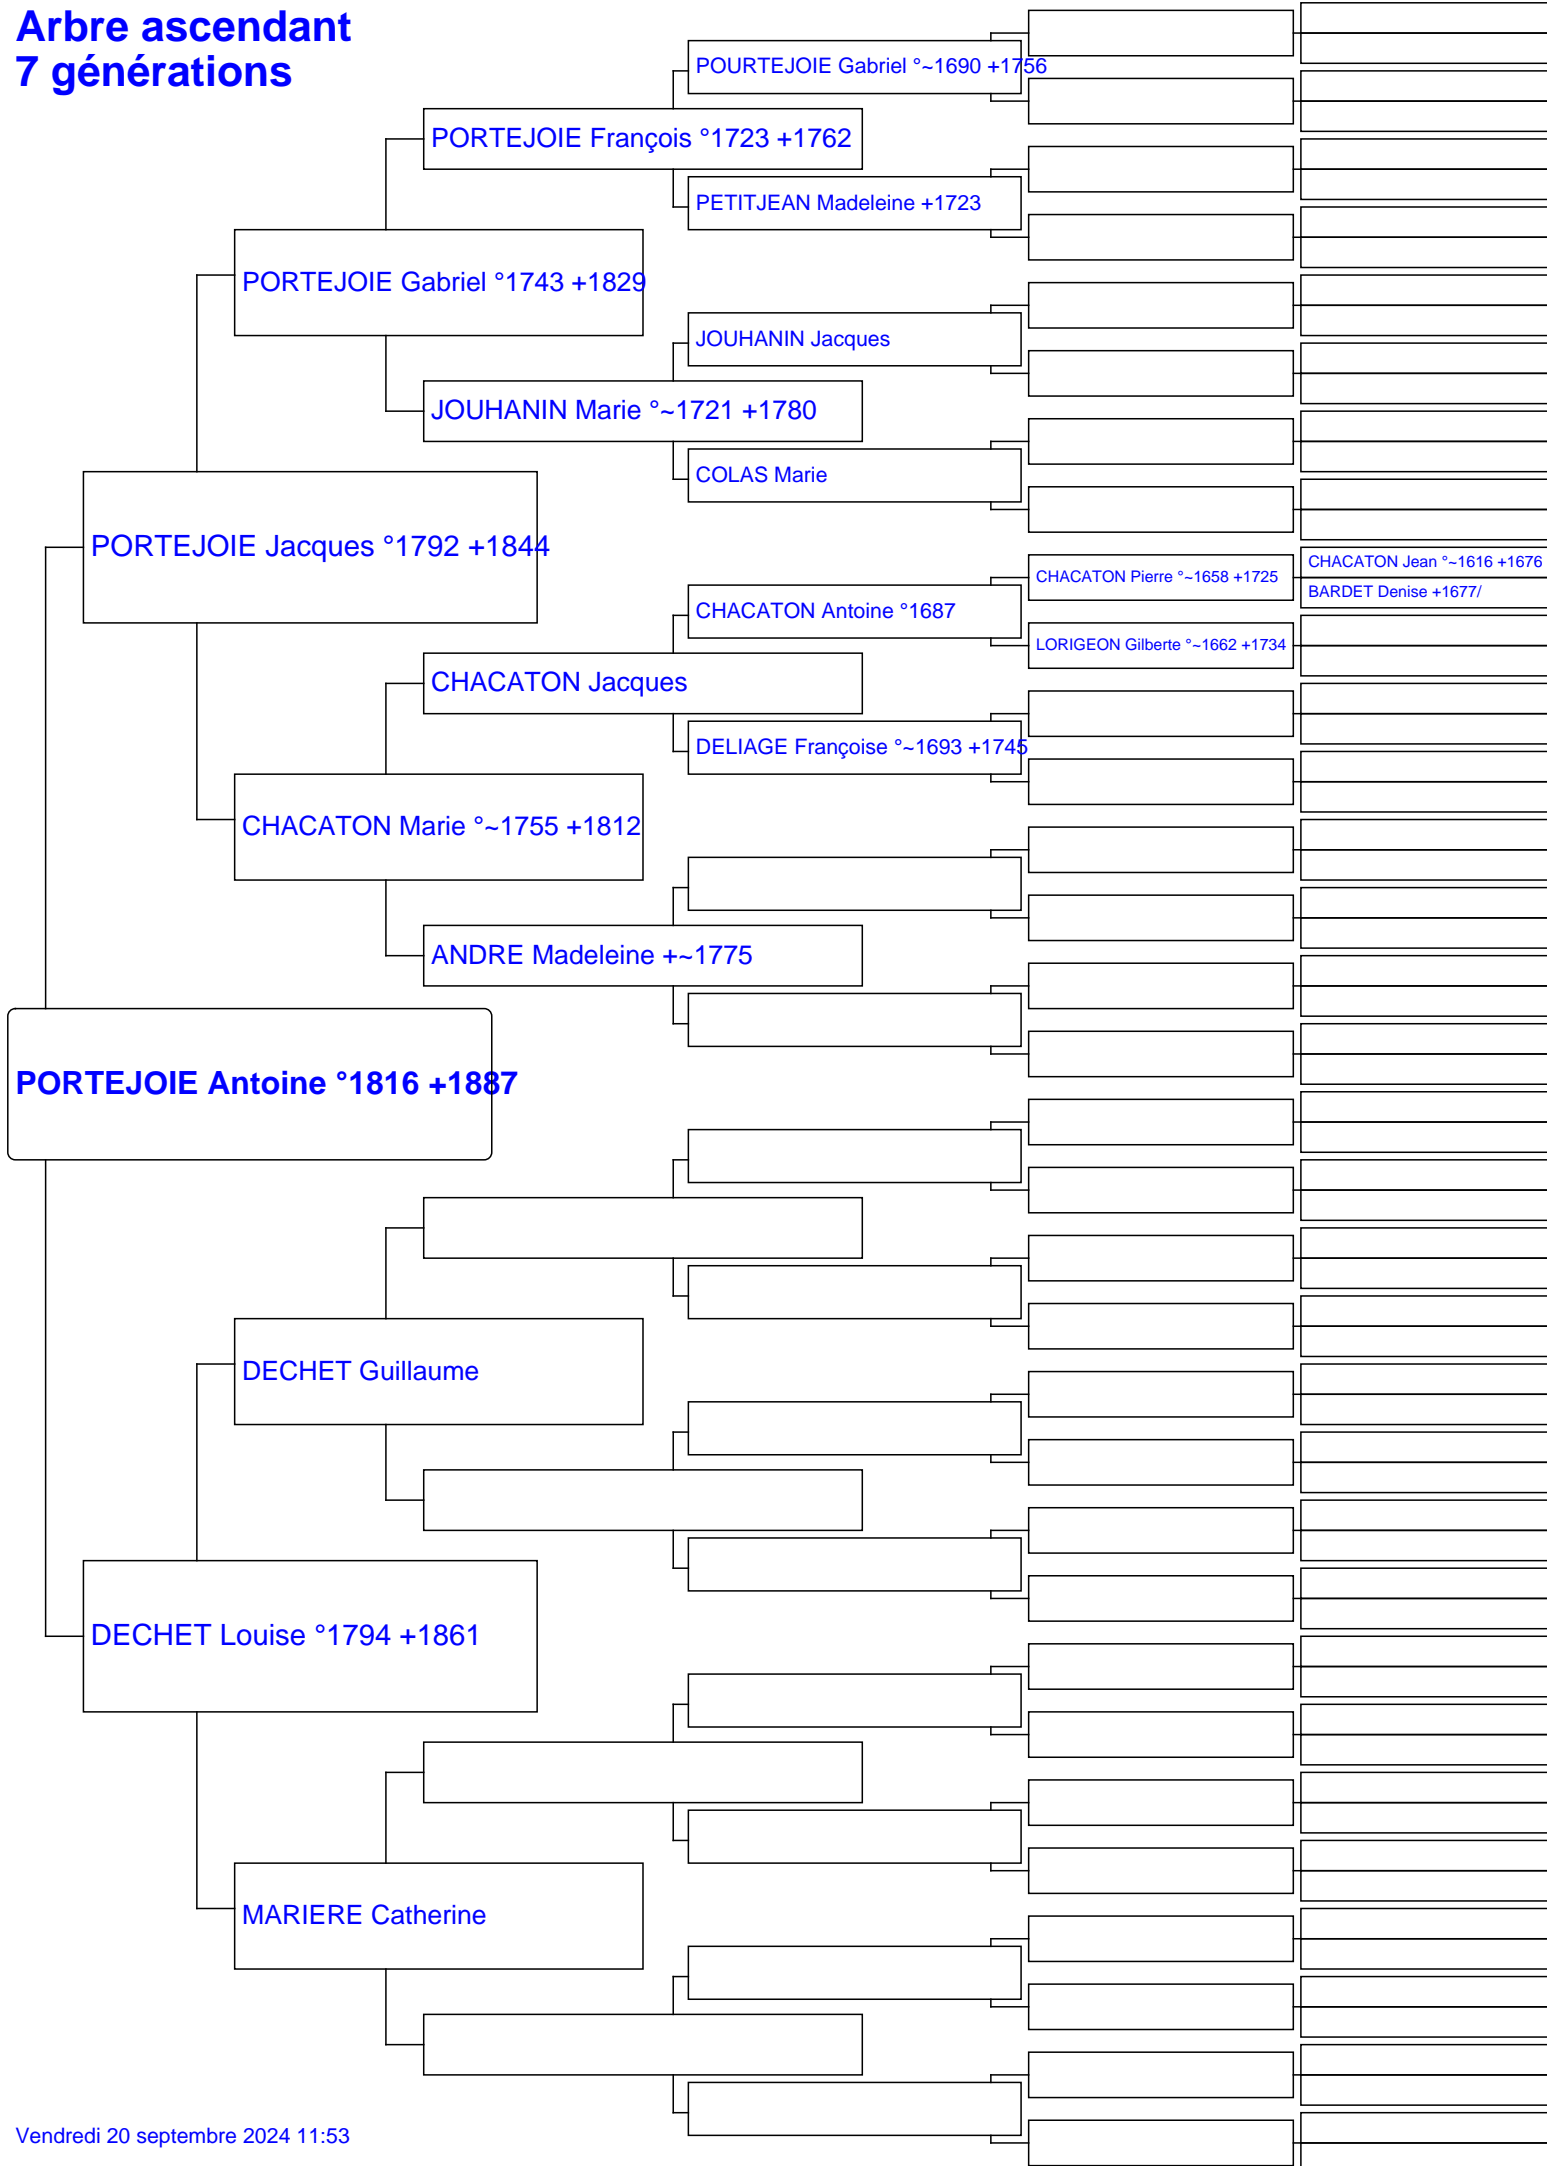 Arbre ascendant
7 générations
POURTEJOIE Gabriel °~1690 +1756
PORTEJOIE François °1723 +1762
PETITJEAN Madeleine +1723
PORTEJOIE Gabriel °1743 +1829
JOUHANIN Jacques
JOUHANIN Marie °~1721 +1780
COLAS Marie
PORTEJOIE Jacques °1792 +1844
CHACATON Jean °~1616 +1676
CHACATON Pierre °~1658 +1725
BARDET Denise +1677/
CHACATON Antoine °1687
LORIGEON Gilberte °~1662 +1734
CHACATON Jacques
DELIAGE Françoise °~1693 +1745
CHACATON Marie °~1755 +1812
ANDRE Madeleine +~1775
PORTEJOIE Antoine °1816 +1887
DECHET Guillaume
DECHET Louise °1794 +1861
MARIERE Catherine
Vendredi 20 septembre 2024 11:53